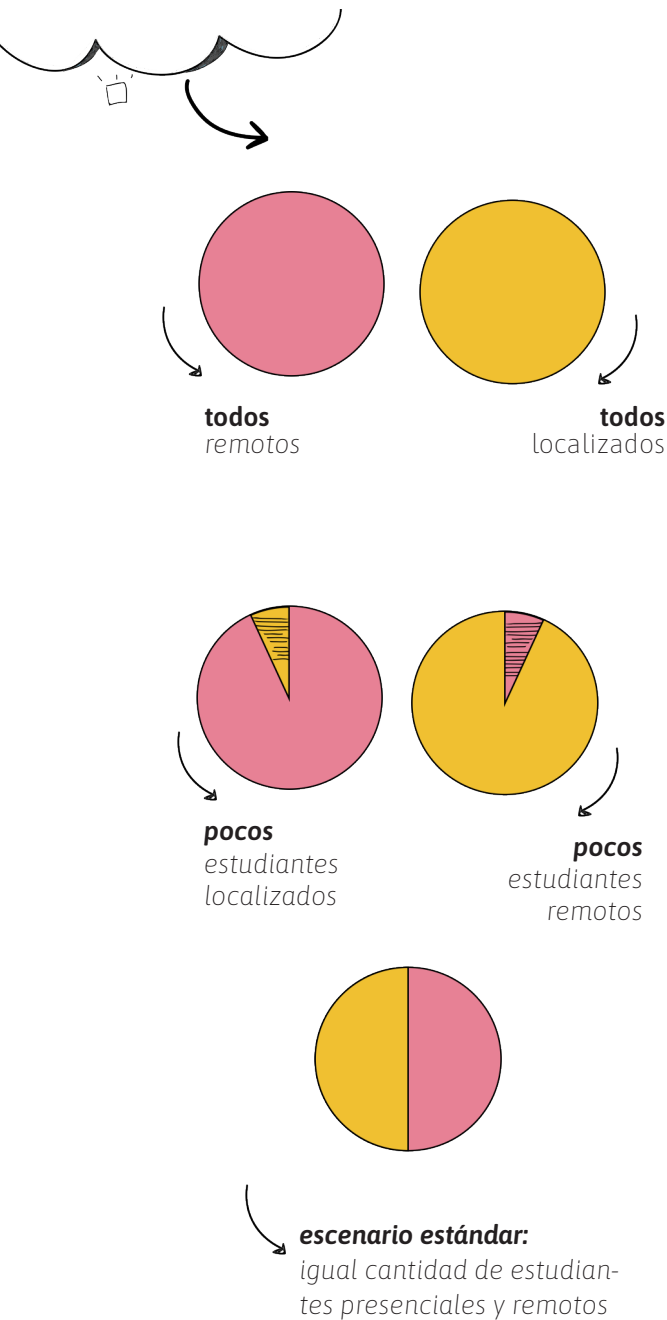 todos
remotos
todos
localizados
pocos
estudiantes
localizados
pocos
estudiantes
remotos
escenario estándar:
igual cantidad de estudian-
tes presenciales y remotos